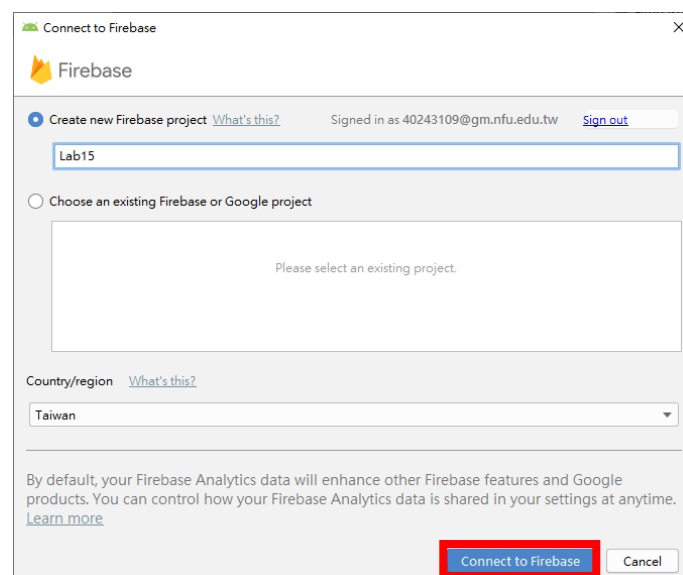 Connect to Firebase
Firebase
Create new Firebase project What's this? Signed in as 40243109@gm.nfu.edu.tw Sign out
Lab15
Choose an existing Firebase or Google project
Please select an existing project.
Country/region What's this?
Taiwan
By default, your Firebase Analytics data will enhance other Firebase features and Google
products. You can control how your Firebase Analytics data is shared in your settings at anytime.
Learn more
Connect to Firebase Cancel